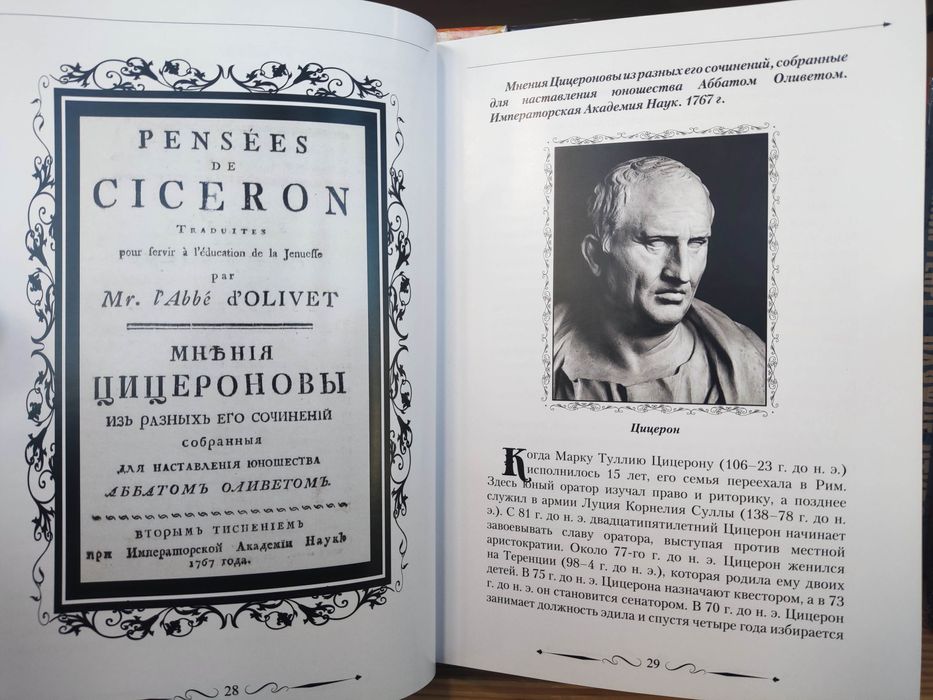 PENSÉES
DE
CICERON
TRADUITES
pour servir à l'éducation de la Jenuesse
par
Mr. l'Abbé d'OLIVET
МНѢНІЯ
ЦИЦЕРОНОВЫ
ИЗЪ РАЗНЫХЪ ЕГО СОЧИНЕНІЙ
собранныя
ДЛЯ НАСТАВЛЕНІЯ ЮНОШЕСТВА
АББАТОМЪ ОЛИВЕТОМЪ.
ВТОРЫМЪ ТИСНЕНІЕМЪ
при Императорской Академіи Наукъ
1767 года.
28
Мнения Цицероновы из разных его сочинений, собранные
для наставления юношества Аббатом Оливетом.
Императорская Академия Наук. 1767 г.
Цицерон
Когда Марку Туллию Цицерону (106–23 г. до н. э.)
исполнилось 15 лет, его семья переехала в Рим.
Здесь юный оратор изучал право и риторику, а позднее
служил в армии Луция Корнелия Суллы (138–78 г. до н.
э.). С 81 г. до н. э. двадцатипятилетний Цицерон начинает
завоевывать славу оратора, выступая против местной
аристократии. Около 77-го г. до н. э. Цицерон женился
на Теренции (98–4 г. до н. э.), которая родила ему двоих
детей. В 75 г. до н. э. Цицерона назначают квестором, а в 73
г. до н. э. он становится сенатором. В 70 г. до н. э. Цицерон
занимает должность эдила и спустя четыре года избирается
29